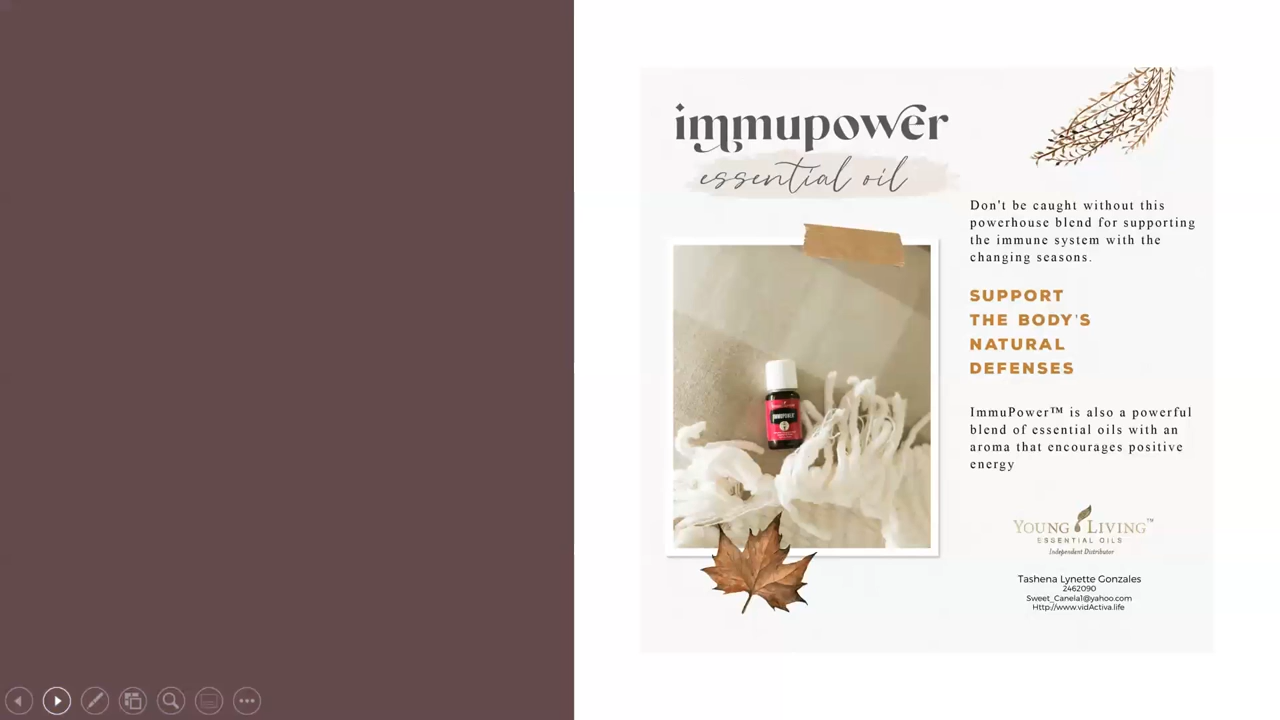 immupower
essential oil
Don't be caught without this
powerhouse blend for supporting
the immune system with the
changing seasons.
SUPPORT
THE BODY'S
NATURAL
DEFENSES
ImmuPower™ is also a powerful
blend of essential oils with an
aroma that encourages positive
energy
IMMUPOWER
YOUNG LIVING™
ESSENTIAL OILS
Independent Distributor
Tashena Lynette Gonzales
2462090
Sweet_Canela1@yahoo.com
Http://www.vidActiva.life